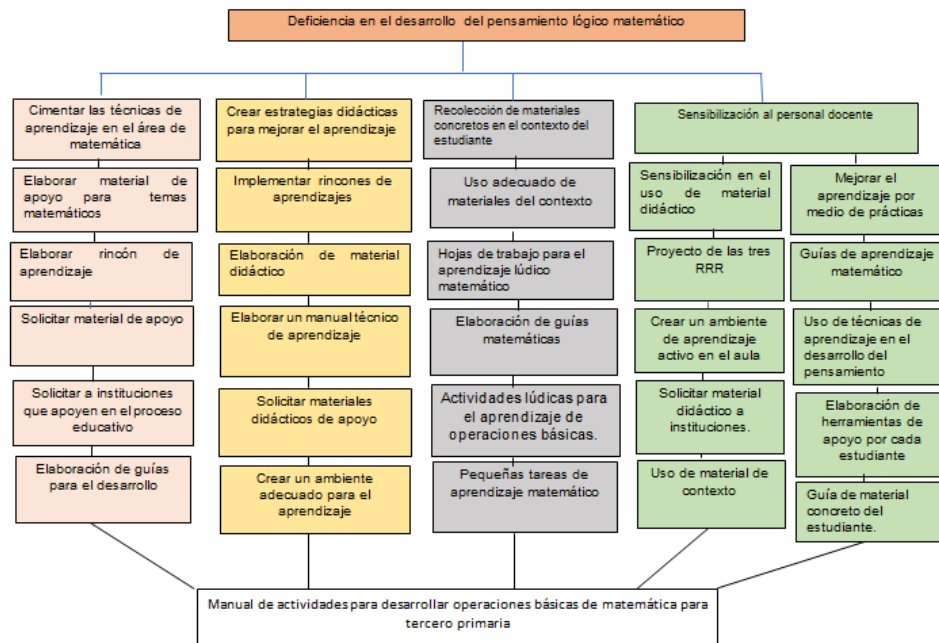 Deficiencia en el desarrollo del pensamiento lógico matemático
Cimentar las técnicas de
aprendizaje en el área de
matemática
Elaborar material de
apoyo para temas
matemáticos
Elaborar rincón de
aprendizaje
Solicitar material de apoyo
Solicitar a instituciones
que apoyen en el proceso
educativo
Elaboración de guías
para el desarrollo
Crear estrategias didácticas
para mejorar el aprendizaje
Implementar rincones de
aprendizajes
Elaboración de material
didáctico
Elaborar un manual técnico
de aprendizaje
Solicitar materiales
didácticos de apoyo
Crear un ambiente
adecuado para el
aprendizaje
Recolección de materiales
concretos en el contexto del
estudiante
Uso adecuado de
materiales del contexto
Hojas de trabajo para el
aprendizaje lúdico
matemático
Elaboración de guías
matemáticas
Actividades lúdicas para
el aprendizaje de
operaciones básicas.
Pequeñas tareas de
aprendizaje matemático
Sensibilización al personal docente
Sensibilización en el
uso de material
didáctico
Proyecto de las tres
RRR
Crear un ambiente
de aprendizaje
activo en el aula
Solicitar material
didáctico a
instituciones.
Uso de material de
contexto
Mejorar el
aprendizaje por
medio de prácticas
Guías de aprendizaje
matemático
Uso de técnicas de
aprendizaje en el
desarrollo del
pensamiento
Elaboración de
herramientas de
apoyo por cada
estudiante
Guía de material
concreto del
estudiante.
Manual de actividades para desarrollar operaciones básicas de matemática para
tercero primaria